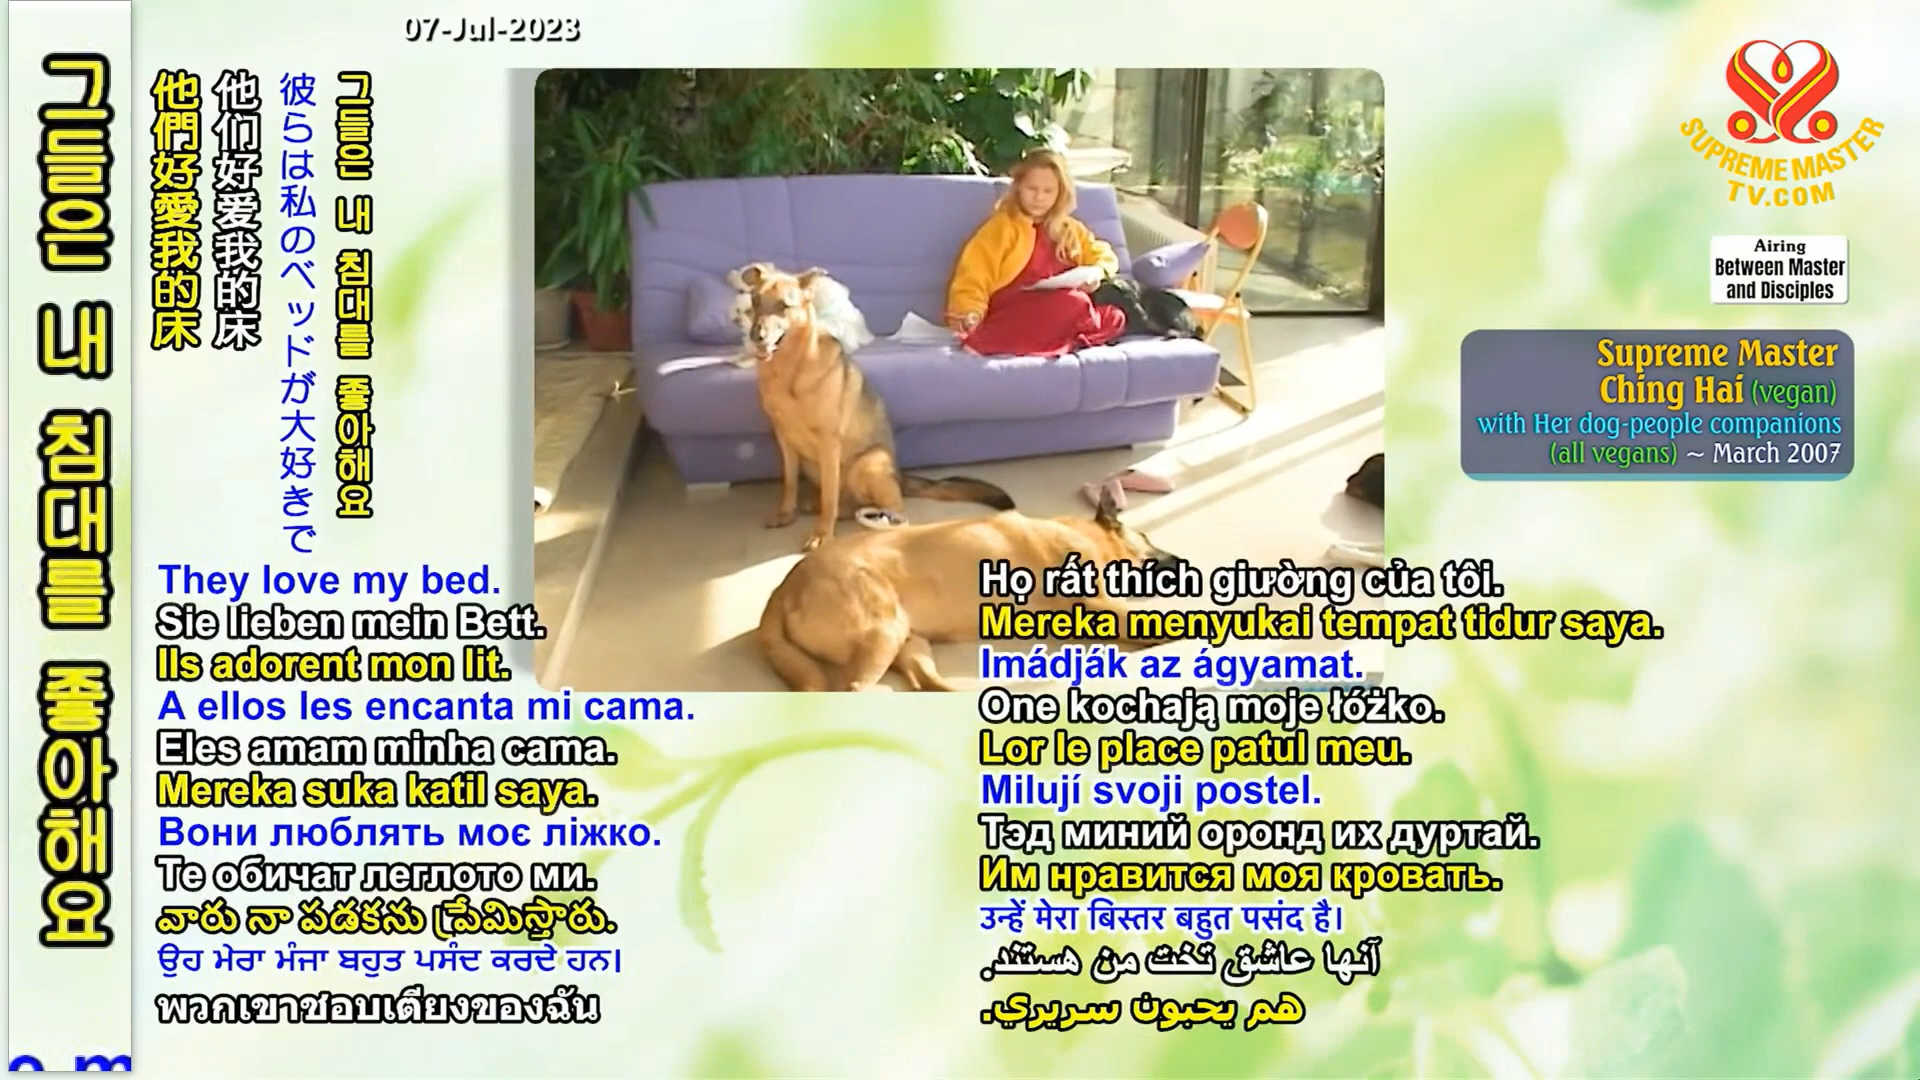 07-Jul-2023
그들은 내 침대를 좋아해요
他們好愛我的床
他们好爱我的床
彼らは私のベッドが大好きで
그들은 내 침대를 좋아해요
They love my bed.
Sie lieben mein Bett.
Ils adorent mon lit.
A ellos les encanta mi cama.
Eles amam minha cama.
Mereka suka katil saya.
Вони люблять моє ліжко.
Те обичат леглото ми.
వారు నా పడకను ప్రేమిస్తారు.
ਉਹ ਮੇਰਾ ਮੰਜਾ ਬਹੁਤ ਪਸੰਦ ਕਰਦੇ ਹਨ।
พวกเขาชอบเตียงของฉัน
Họ rất thích giường của tôi.
Mereka menyukai tempat tidur saya.
Imádják az ágyamat.
One kochają moje łóżko.
Lor le place patul meu.
Milují svoji postel.
Тэд миний оронд их дуртай.
Им нравится моя кровать.
उन्हें मेरा बिस्तर बहुत पसंद है।
آنها عاشق تخت من هستند.
هم يحبون سريري.
SUPREME MASTER
TV.COM
Airing
Between Master
and Disciples
Supreme Master
Ching Hai (vegan)
with Her dog-people companions
(all vegans) ~ March 2007